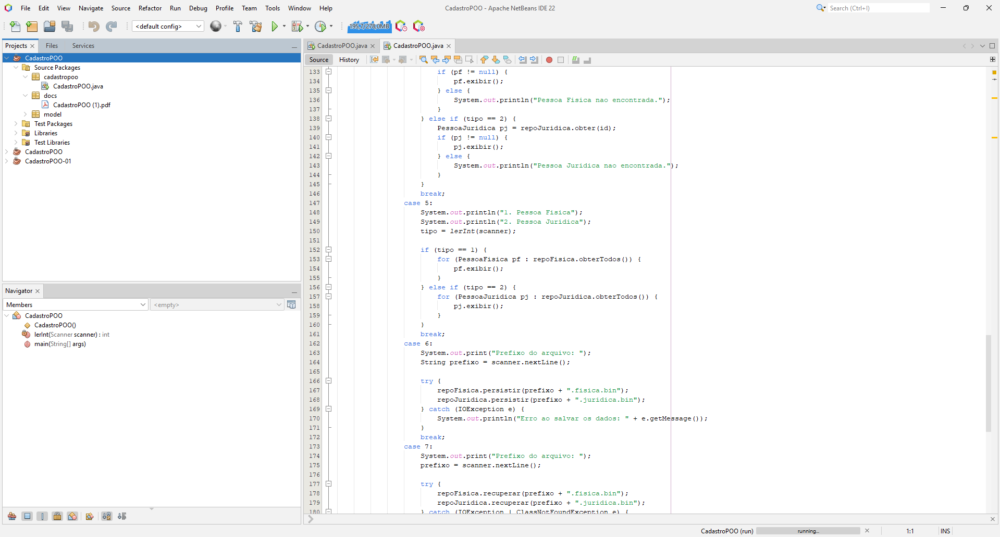 File Edit View Navigate Source Refactor Run Debug Profile Team Tools Window Help
CadastroPOO - Apache NetBeans IDE 22
Search (Ctrl+I)
<default config>
195,7/278,0MB
Projects Files Services
CadastroPOO
Source Packages
cadastropoo
CadastroPOO.java
docs
CadastroPOO (1).pdf
model
Test Packages
Libraries
Test Libraries
CadastroPOO
CadastroPOO-01
Navigator
Members <empty>
CadastroPOO
CadastroPOO()
lerInt(Scanner scanner) : int
main(String[] args)
CadastroPOO.java CadastroPOO.java
Source History
133 if (pf != null) {
134 pf.exibir();
135 } else {
136 System.out.println("Pessoa Fisica nao encontrada.");
137 }
138 } else if (tipo == 2) {
139 PessoaJuridica pj = repoJuridica.obter(id);
140 if (pj != null) {
141 pj.exibir();
142 } else {
143 System.out.println("Pessoa Juridica nao encontrada.");
144 }
145 }
146 break;
147 case 5:
148 System.out.println("1. Pessoa Fisica");
149 System.out.println("2. Pessoa Juridica");
150 tipo = lerInt(scanner);
151
152 if (tipo == 1) {
153 for (PessoaFisica pf : repoFisica.obterTodos()) {
154 pf.exibir();
155 }
156 } else if (tipo == 2) {
157 for (PessoaJuridica pj : repoJuridica.obterTodos()) {
158 pj.exibir();
159 }
160 }
161 break;
162 case 6:
163 System.out.print("Prefixo do arquivo: ");
164 String prefixo = scanner.nextLine();
165
166 try {
167 repoFisica.persistir(prefixo + ".fisica.bin");
168 repoJuridica.persistir(prefixo + ".juridica.bin");
169 } catch (IOException e) {
170 System.out.println("Erro ao salvar os dados: " + e.getMessage());
171 }
172 break;
173 case 7:
174 System.out.print("Prefixo do arquivo: ");
175 prefixo = scanner.nextLine();
176
177 try {
178 repoFisica.recuperar(prefixo + ".fisica.bin");
179 repoJuridica.recuperar(prefixo + ".juridica.bin");
180 } catch (IOException | ClassNotFoundException e) {
CadastroPOO (run) running... 1:1 INS